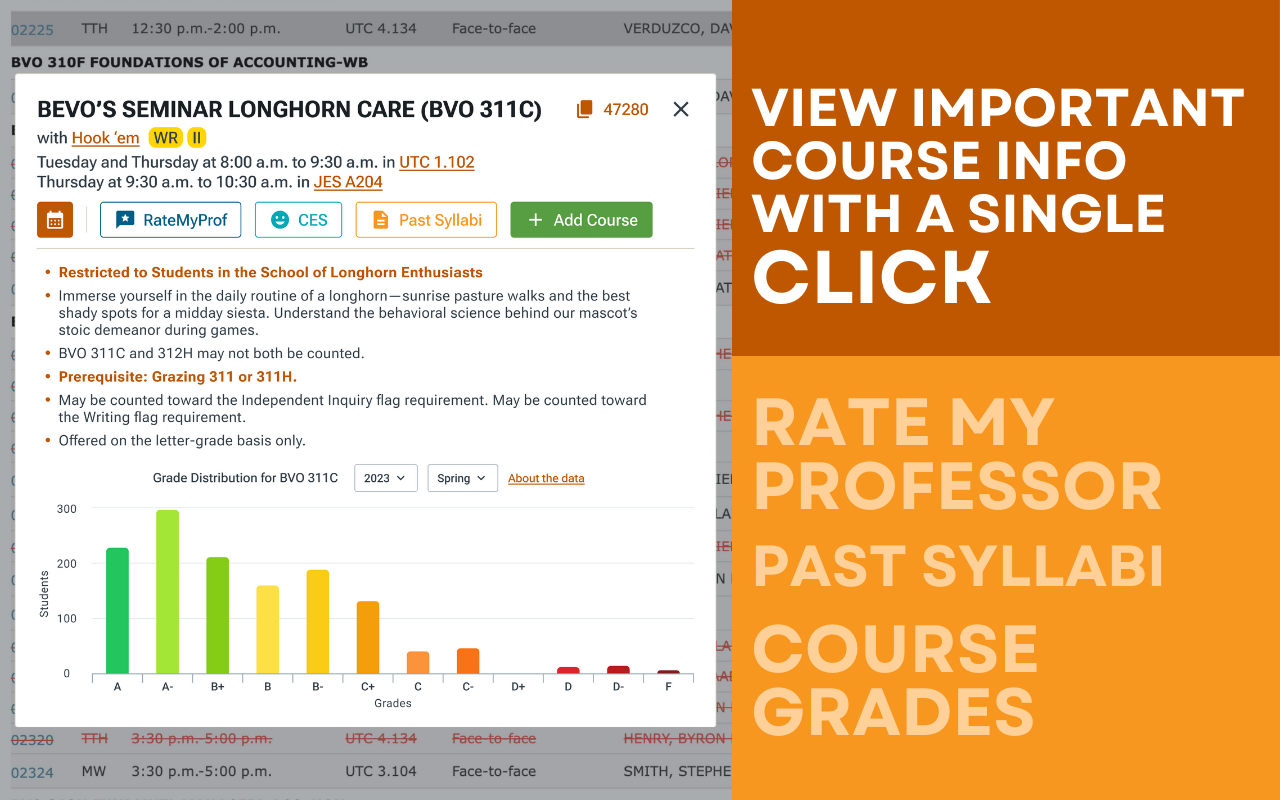 02225 TTH 12:30 p.m.-2:00 p.m. UTC 4.134 Face-to-face VERDUZCO,
BVO 310F FOUNDATIONS OF ACCOUNTING-WB
BEVO’S SEMINAR LONGHORN CARE (BVO 311C) 47280
with Hook ‘em WR II
Tuesday and Thursday at 8:00 a.m. to 9:30 a.m. in UTC 1.102
Thursday at 9:30 a.m. to 10:30 a.m. in JES A204
RateMyProf CES Past Syllabi + Add Course
• Restricted to Students in the School of Longhorn Enthusiasts
• Immerse yourself in the daily routine of a longhorn—sunrise pasture walks and the best
shady spots for a midday siesta. Understand the behavioral science behind our mascot’s
stoic demeanor during games.
• BVO 311C and 312H may not both be counted.
• Prerequisite: Grazing 311 or 311H.
• May be counted toward the Independent Inquiry flag requirement. May be counted toward
the Writing flag requirement.
• Offered on the letter-grade basis only.
Grade Distribution for BVO 311C 2023 Spring About the data
300
200
100
0
Students
A A- B+ B B- C+ C C- D+ D D- F
Grades
02320 TTH 3:30 p.m.-5:00 p.m. UTC 4.134 Face-to-face HENRY, BYRON
02324 MW 3:30 p.m.-5:00 p.m. UTC 3.104 Face-to-face SMITH, STEPHE
VIEW IMPORTANT
COURSE INFO
WITH A SINGLE
CLICK
RATE MY
PROFESSOR
PAST SYLLABI
COURSE
GRADES